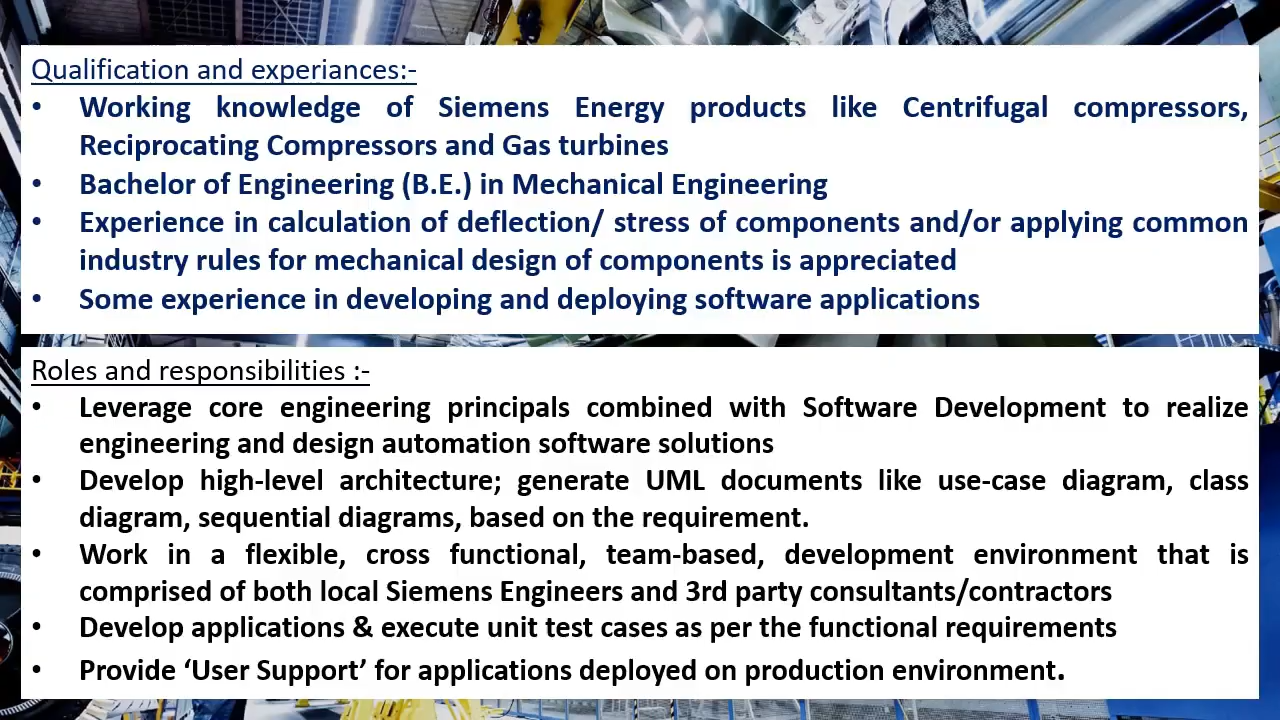 Qualification and experiances:-
• Working knowledge of Siemens Energy products like Centrifugal compressors,
Reciprocating Compressors and Gas turbines
• Bachelor of Engineering (B.E.) in Mechanical Engineering
• Experience in calculation of deflection/ stress of components and/or applying common
industry rules for mechanical design of components is appreciated
• Some experience in developing and deploying software applications
Roles and responsibilities :-
• Leverage core engineering principals combined with Software Development to realize
engineering and design automation software solutions
• Develop high-level architecture; generate UML documents like use-case diagram, class
diagram, sequential diagrams, based on the requirement.
• Work in a flexible, cross functional, team-based, development environment that is
comprised of both local Siemens Engineers and 3rd party consultants/contractors
• Develop applications & execute unit test cases as per the functional requirements
• Provide ‘User Support’ for applications deployed on production environment.